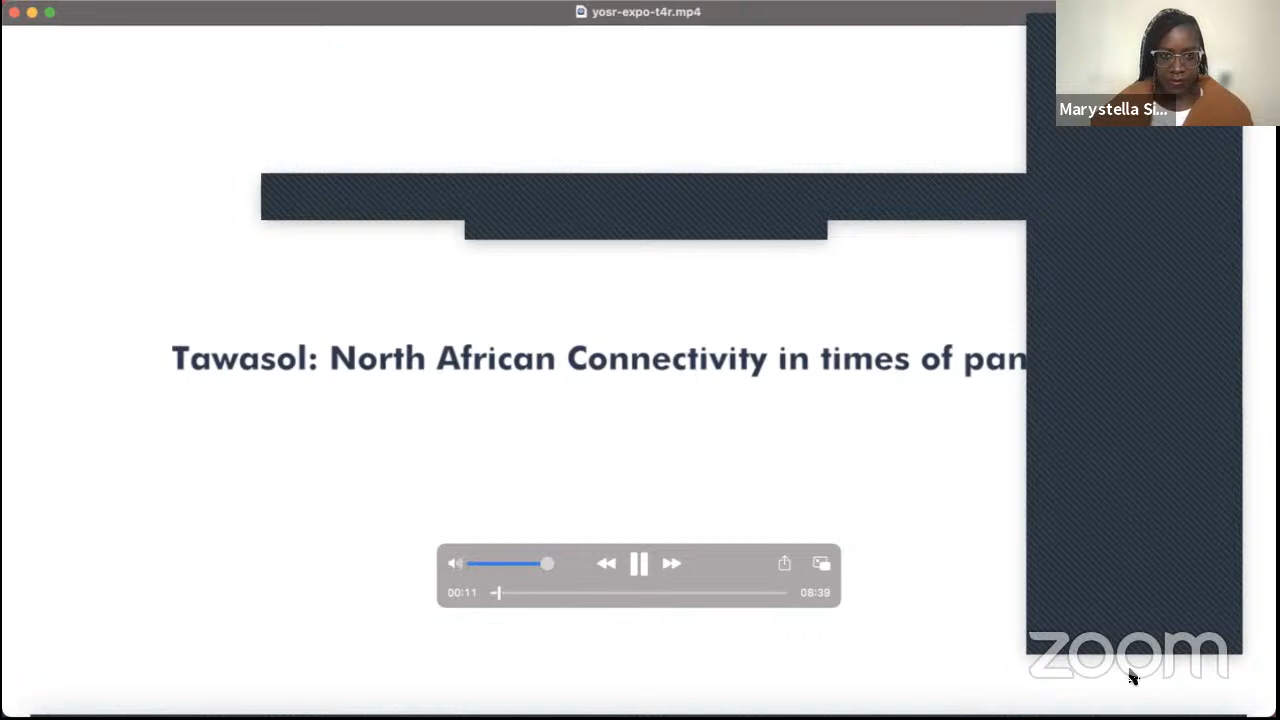 yosr-expo-t4r.mp4
Marystella Si...
Tawasol: North African Connectivity in times of pan
00:11
08:39
zoom